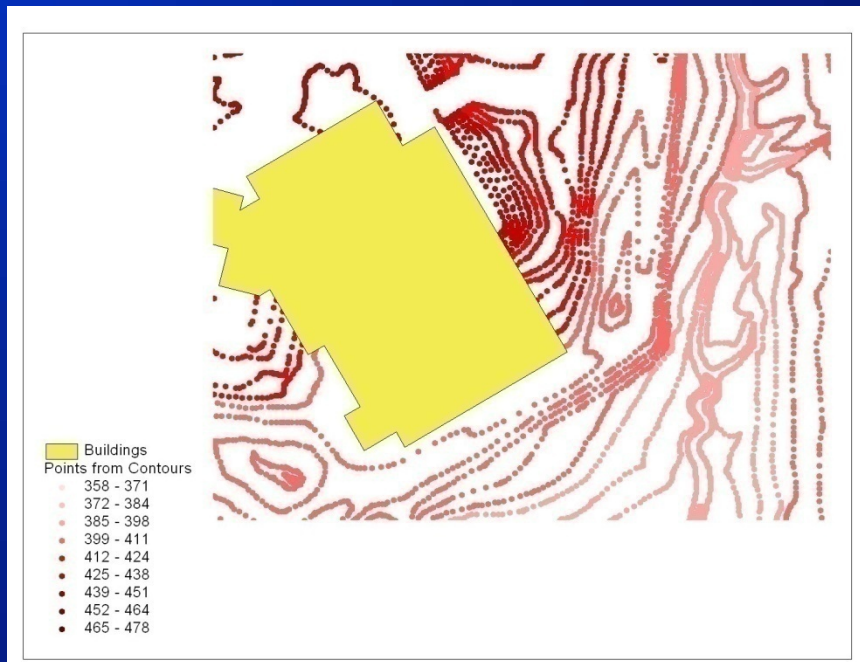 Buildings
Points from Contours
358 - 371
372 - 384
385 - 398
399 - 411
412 - 424
425 - 438
439 - 451
452 - 464
465 - 478